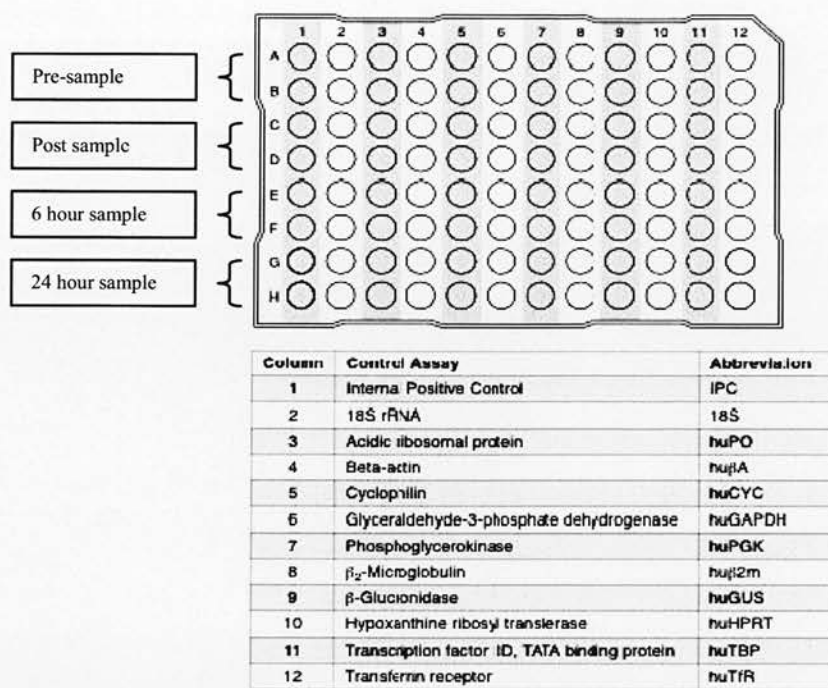 1 2 3 4 5 6 7 8 9 10 11 12
A
Pre-sample
B
C
Post sample
D
E
6 hour sample
F
G
24 hour sample
H
Column Control Assay Abbreviation
1 Internal Positive Control IPC
2 18S rRNA 18S
3 Acidic ribosomal protein huPO
4 Beta-actin huβA
5 Cyclophilin huCYC
6 Glyceraldehyde-3-phosphate dehydrogenase huGAPDH
7 Phosphoglycerokinase huPGK
8 β2-Microglobulin huβ2m
9 β-Glucronidase huGUS
10 Hypoxanthine ribosyl transferase huHPRT
11 Transcription factor IID, TATA binding protein huTBP
12 Transferrin receptor huTfR